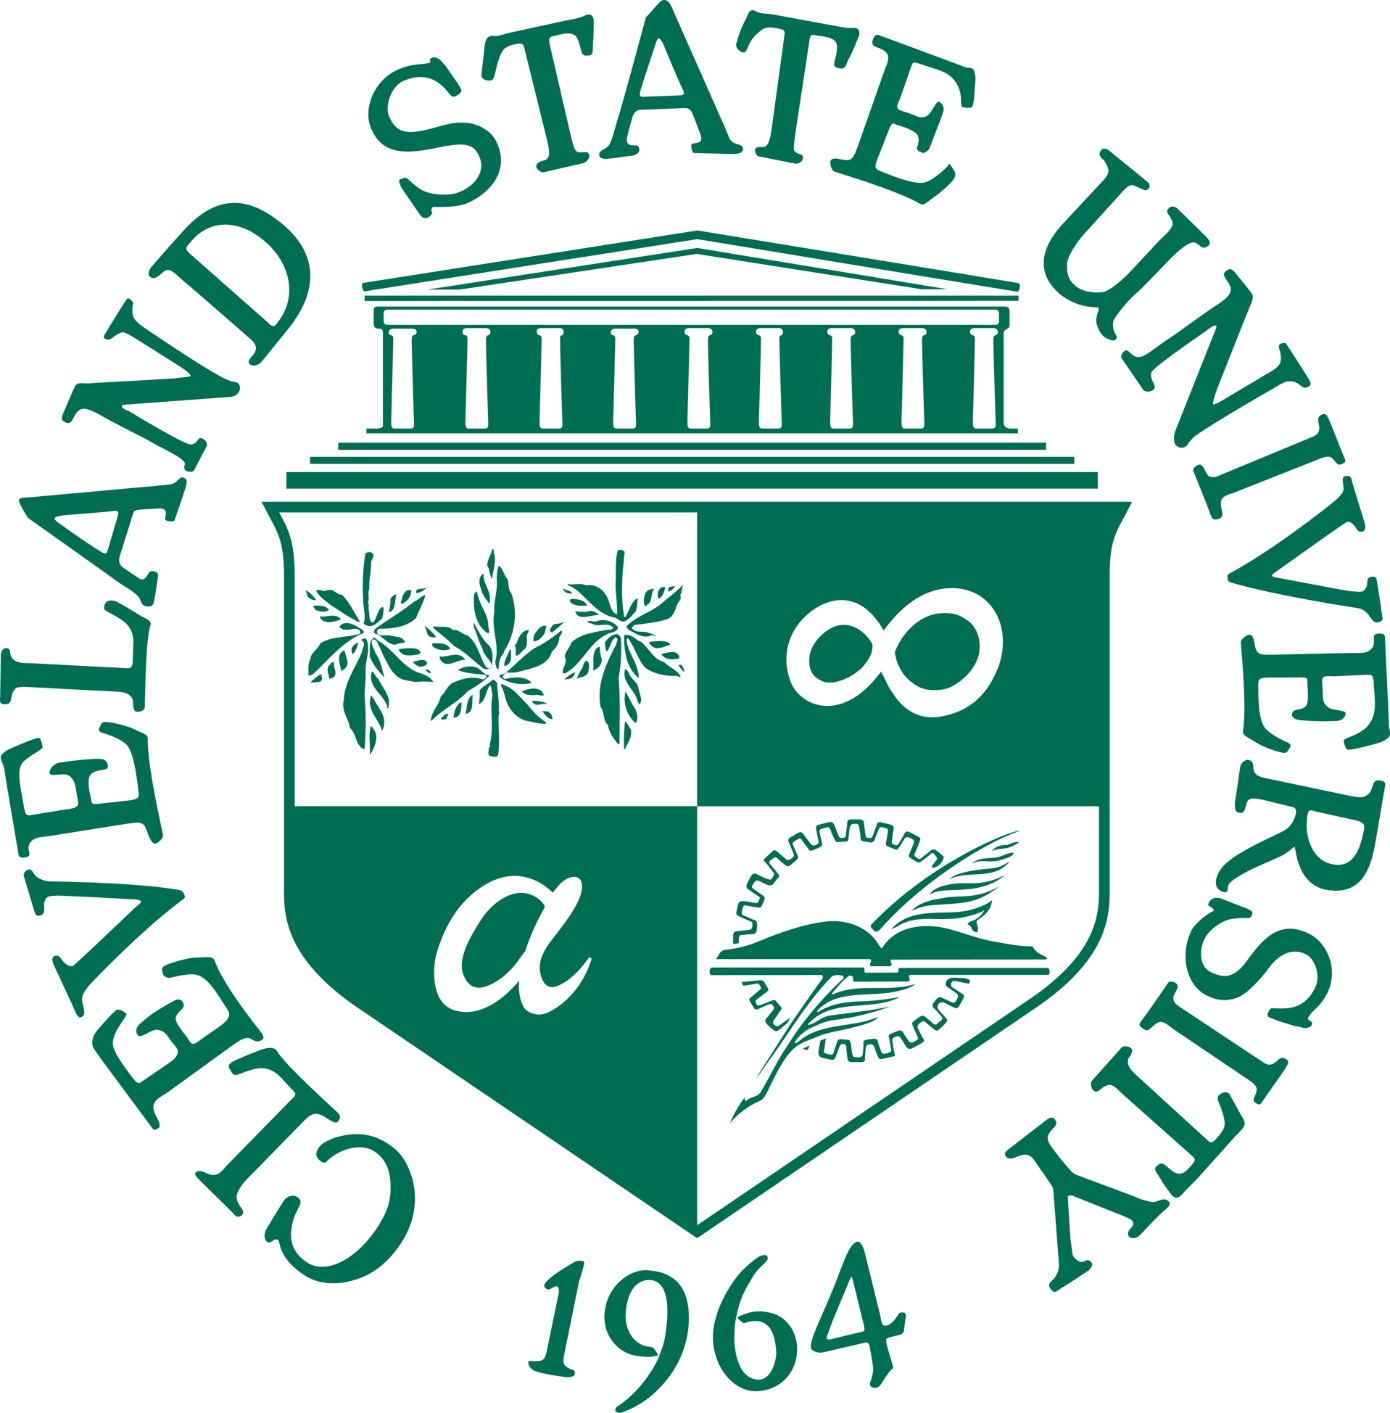 CLEVELAND STATE UNIVERSITY
∞
a
1964